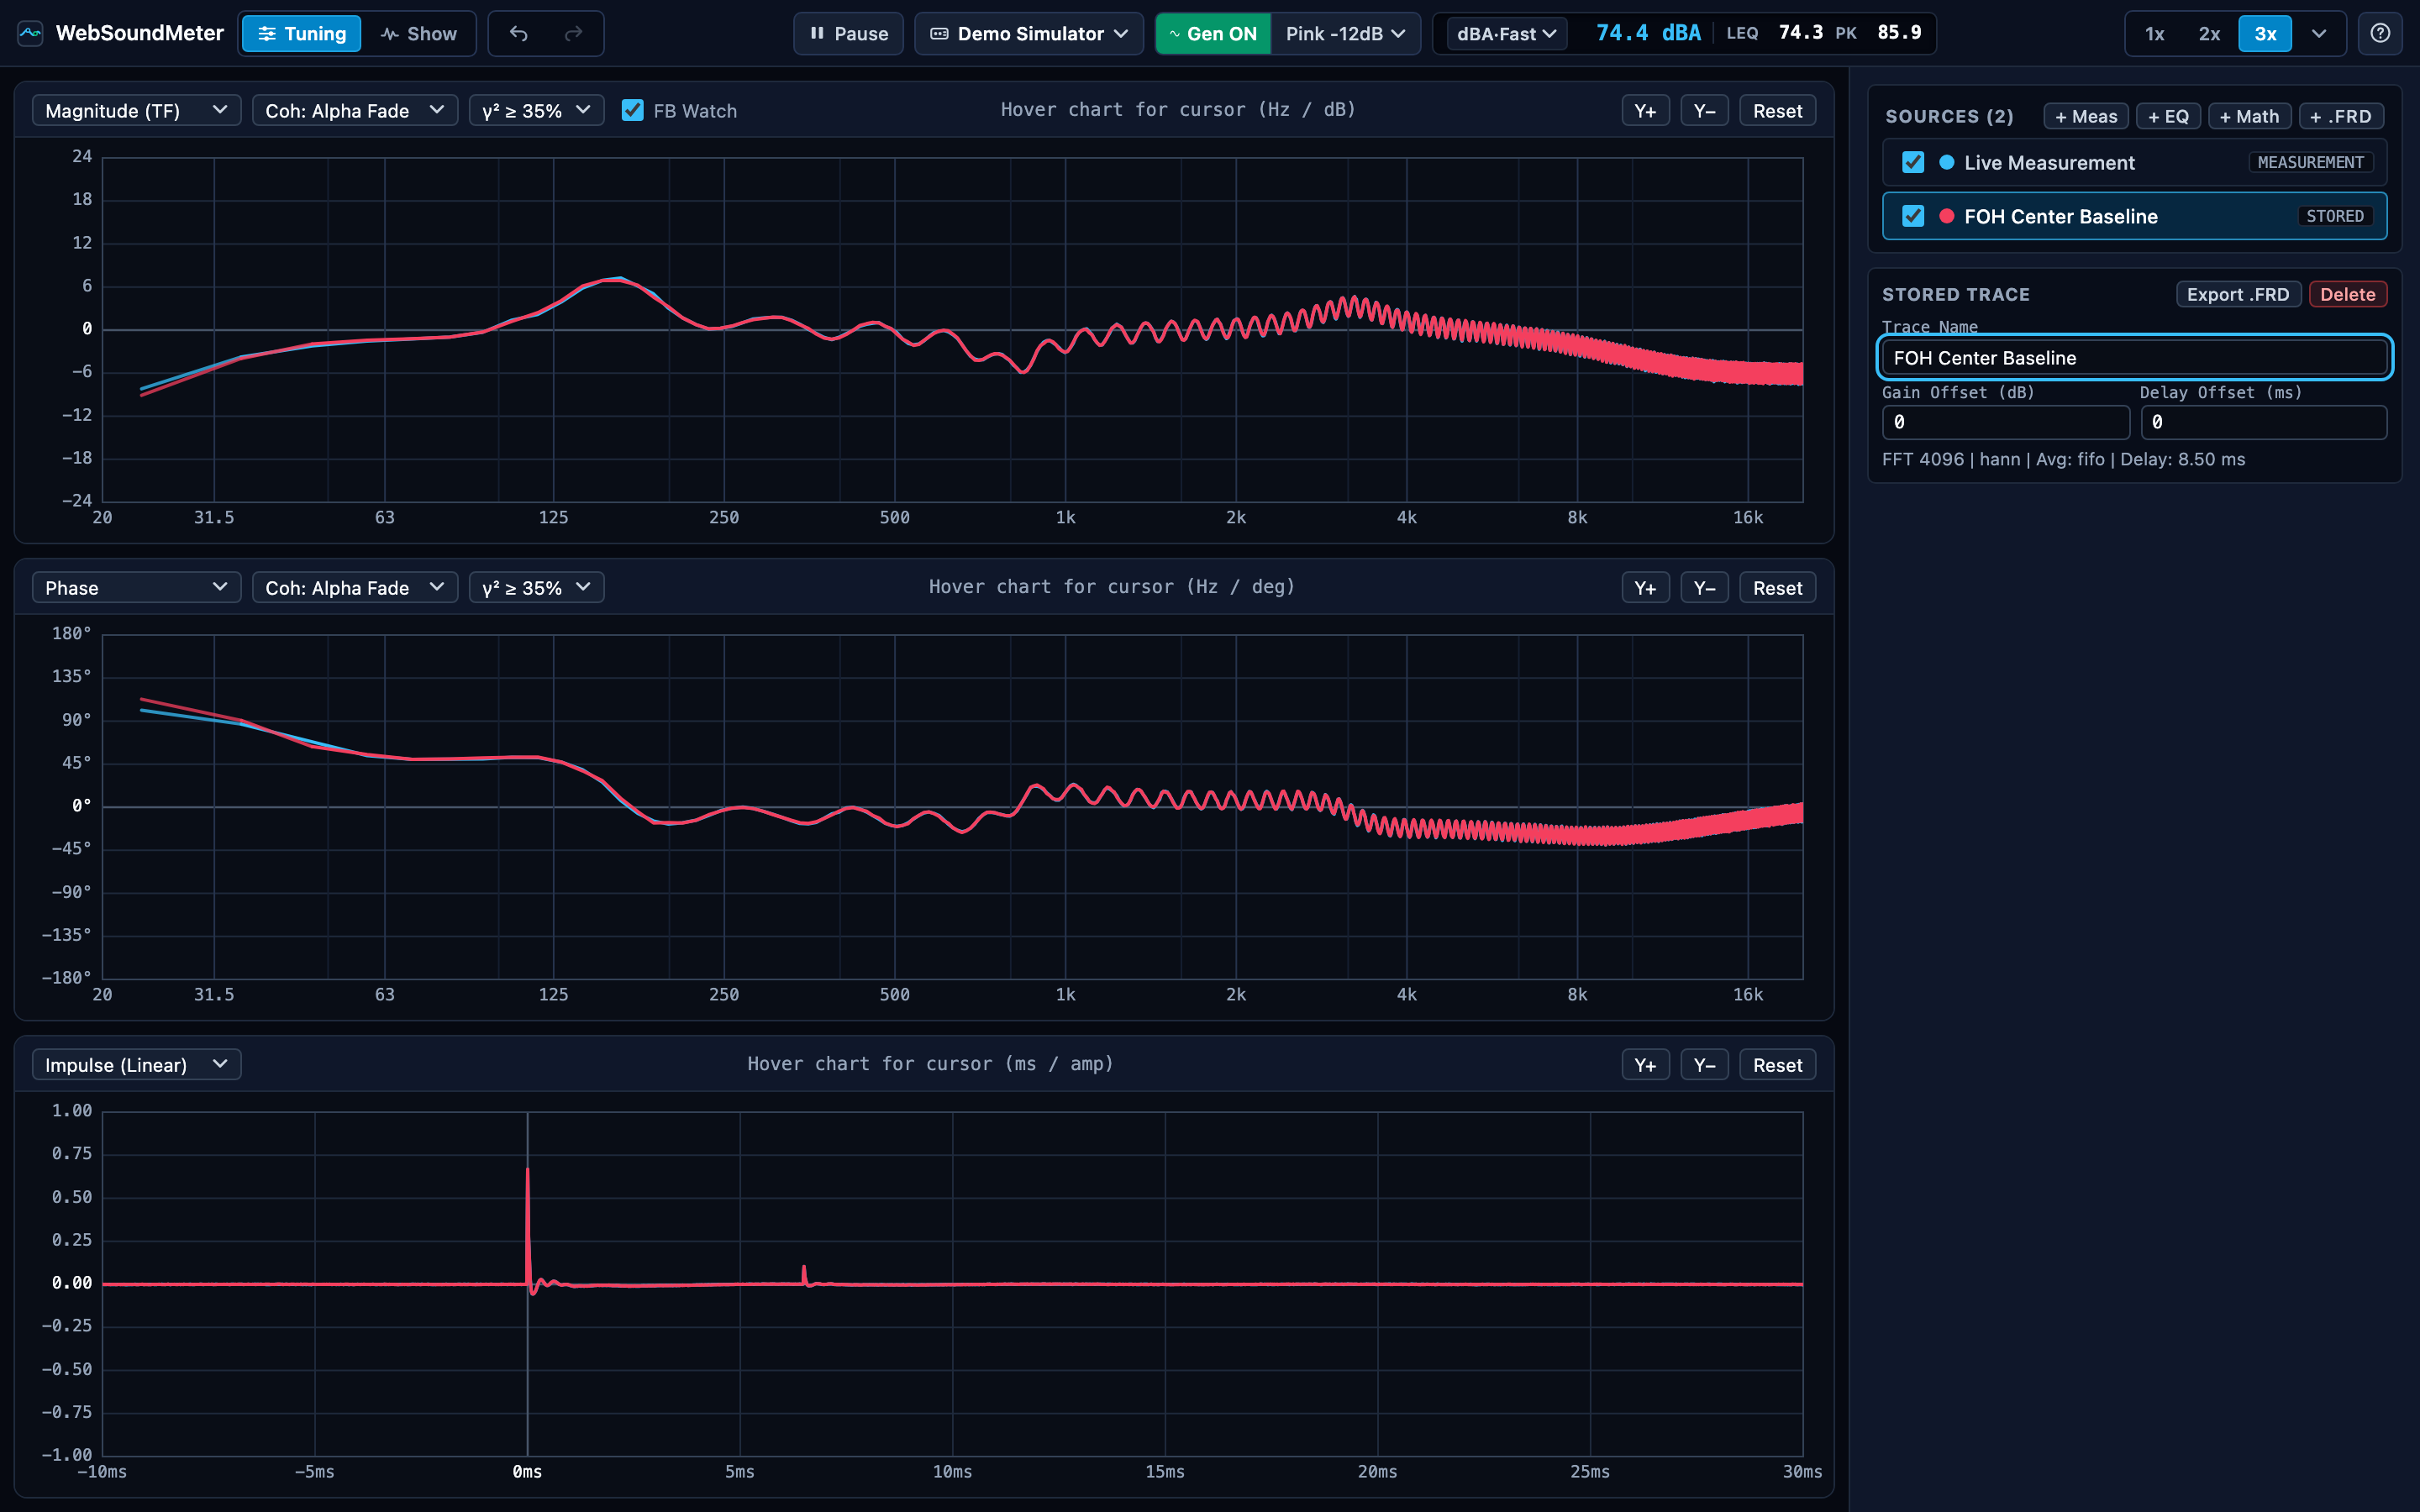 WebSoundMeter Tuning Show Pause Demo Simulator ~ Gen ON Pink -12dB dBA·Fast 74.4 dBA LEQ 74.3 PK 85.9 1x 2x 3x ?
Magnitude (TF) Coh: Alpha Fade γ² ≥ 35% FB Watch Hover chart for cursor (Hz / dB) Y+ Y− Reset
24
18
12
6
0
−6
−12
−18
−24
20 31.5 63 125 250 500 1k 2k 4k 8k 16k
Phase Coh: Alpha Fade γ² ≥ 35% Hover chart for cursor (Hz / deg) Y+ Y− Reset
180°
135°
90°
45°
0°
−45°
−90°
−135°
−180°
20 31.5 63 125 250 500 1k 2k 4k 8k 16k
Impulse (Linear) Hover chart for cursor (ms / amp) Y+ Y− Reset
1.00
0.75
0.50
0.25
0.00
−0.25
−0.50
−0.75
−1.00
−10ms −5ms 0ms 5ms 10ms 15ms 20ms 25ms 30ms
SOURCES (2) + Meas + EQ + Math + .FRD
Live Measurement MEASUREMENT
FOH Center Baseline STORED
STORED TRACE Export .FRD Delete
Trace Name
FOH Center Baseline
Gain Offset (dB) Delay Offset (ms)
0 0
FFT 4096 | hann | Avg: fifo | Delay: 8.50 ms